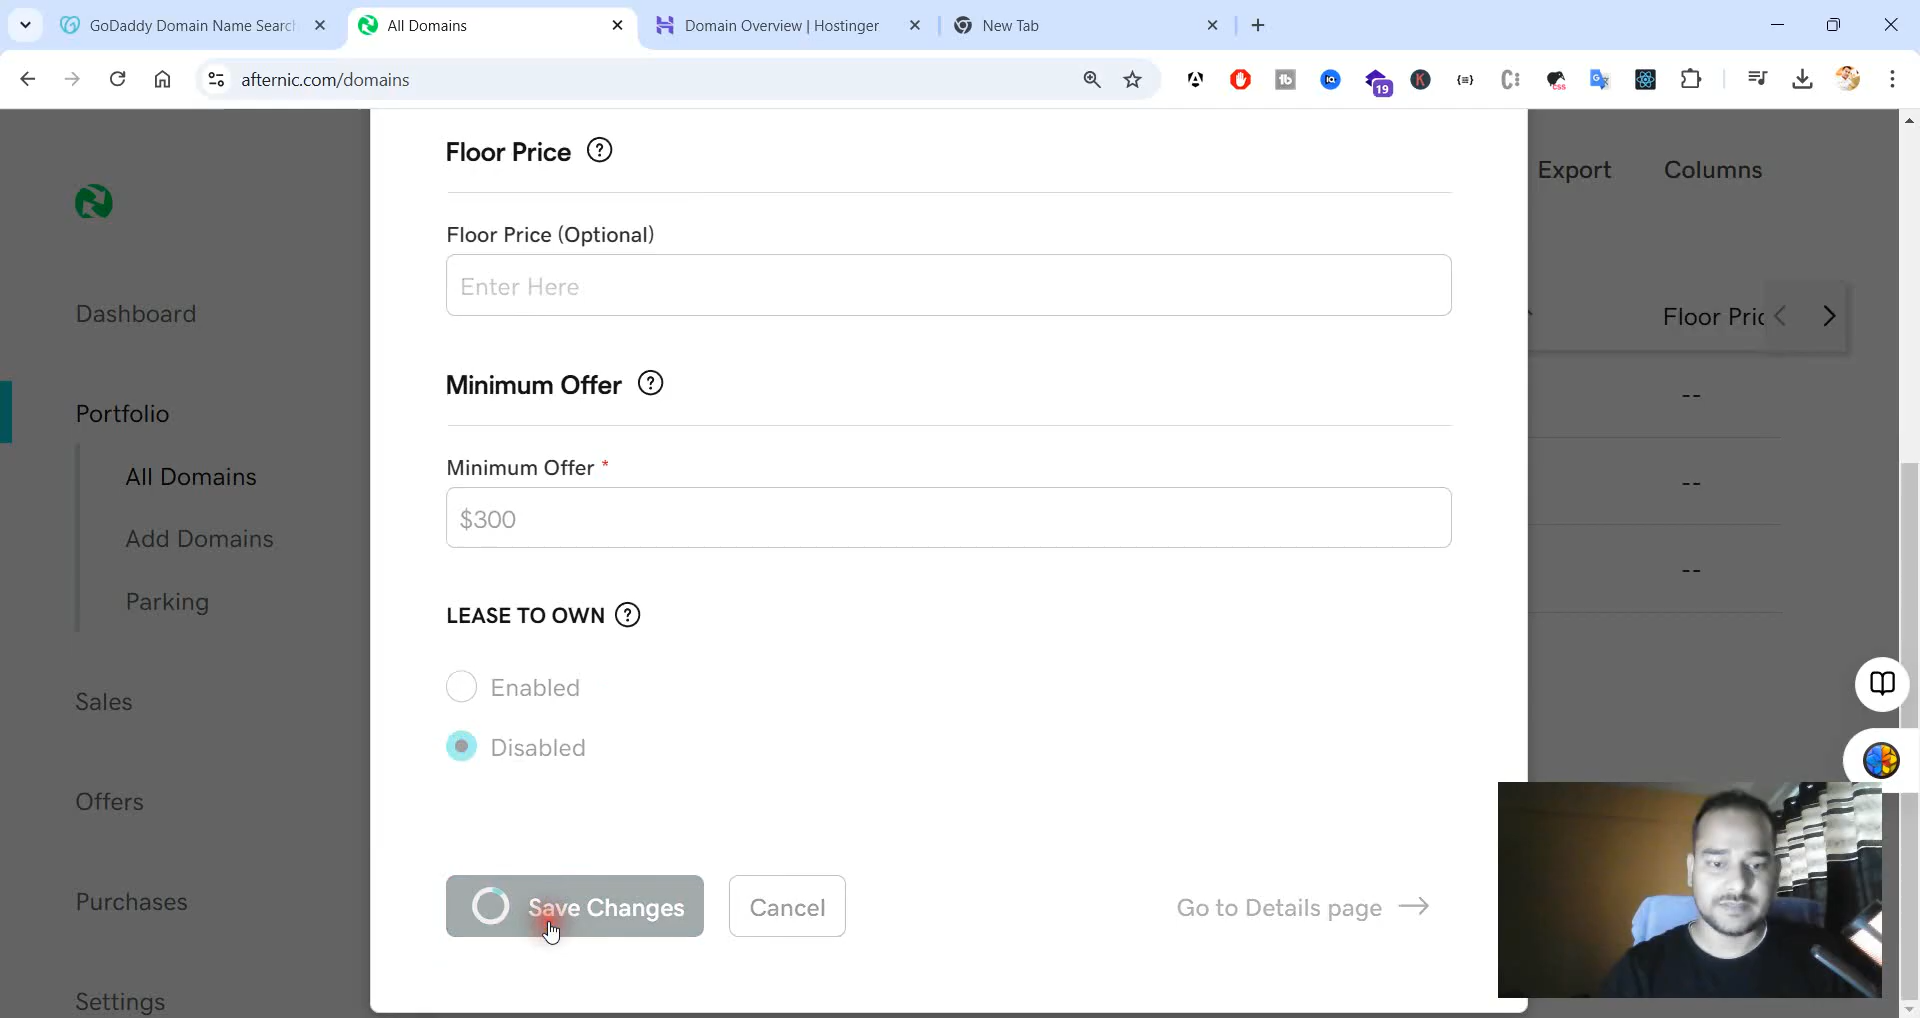 GoDaddy Domain Name Searc
All Domains
Domain Overview | Hostinger
New Tab
afternic.com/domains
19
Floor Price
Export
Columns
Floor Price (Optional)
Enter Here
Dashboard
Floor Pric
Minimum Offer
--
Portfolio
Minimum Offer *
All Domains
--
$300
Add Domains
--
Parking
LEASE TO OWN
Enabled
Sales
Disabled
Offers
Save Changes
Cancel
Go to Details page
Purchases
Settings